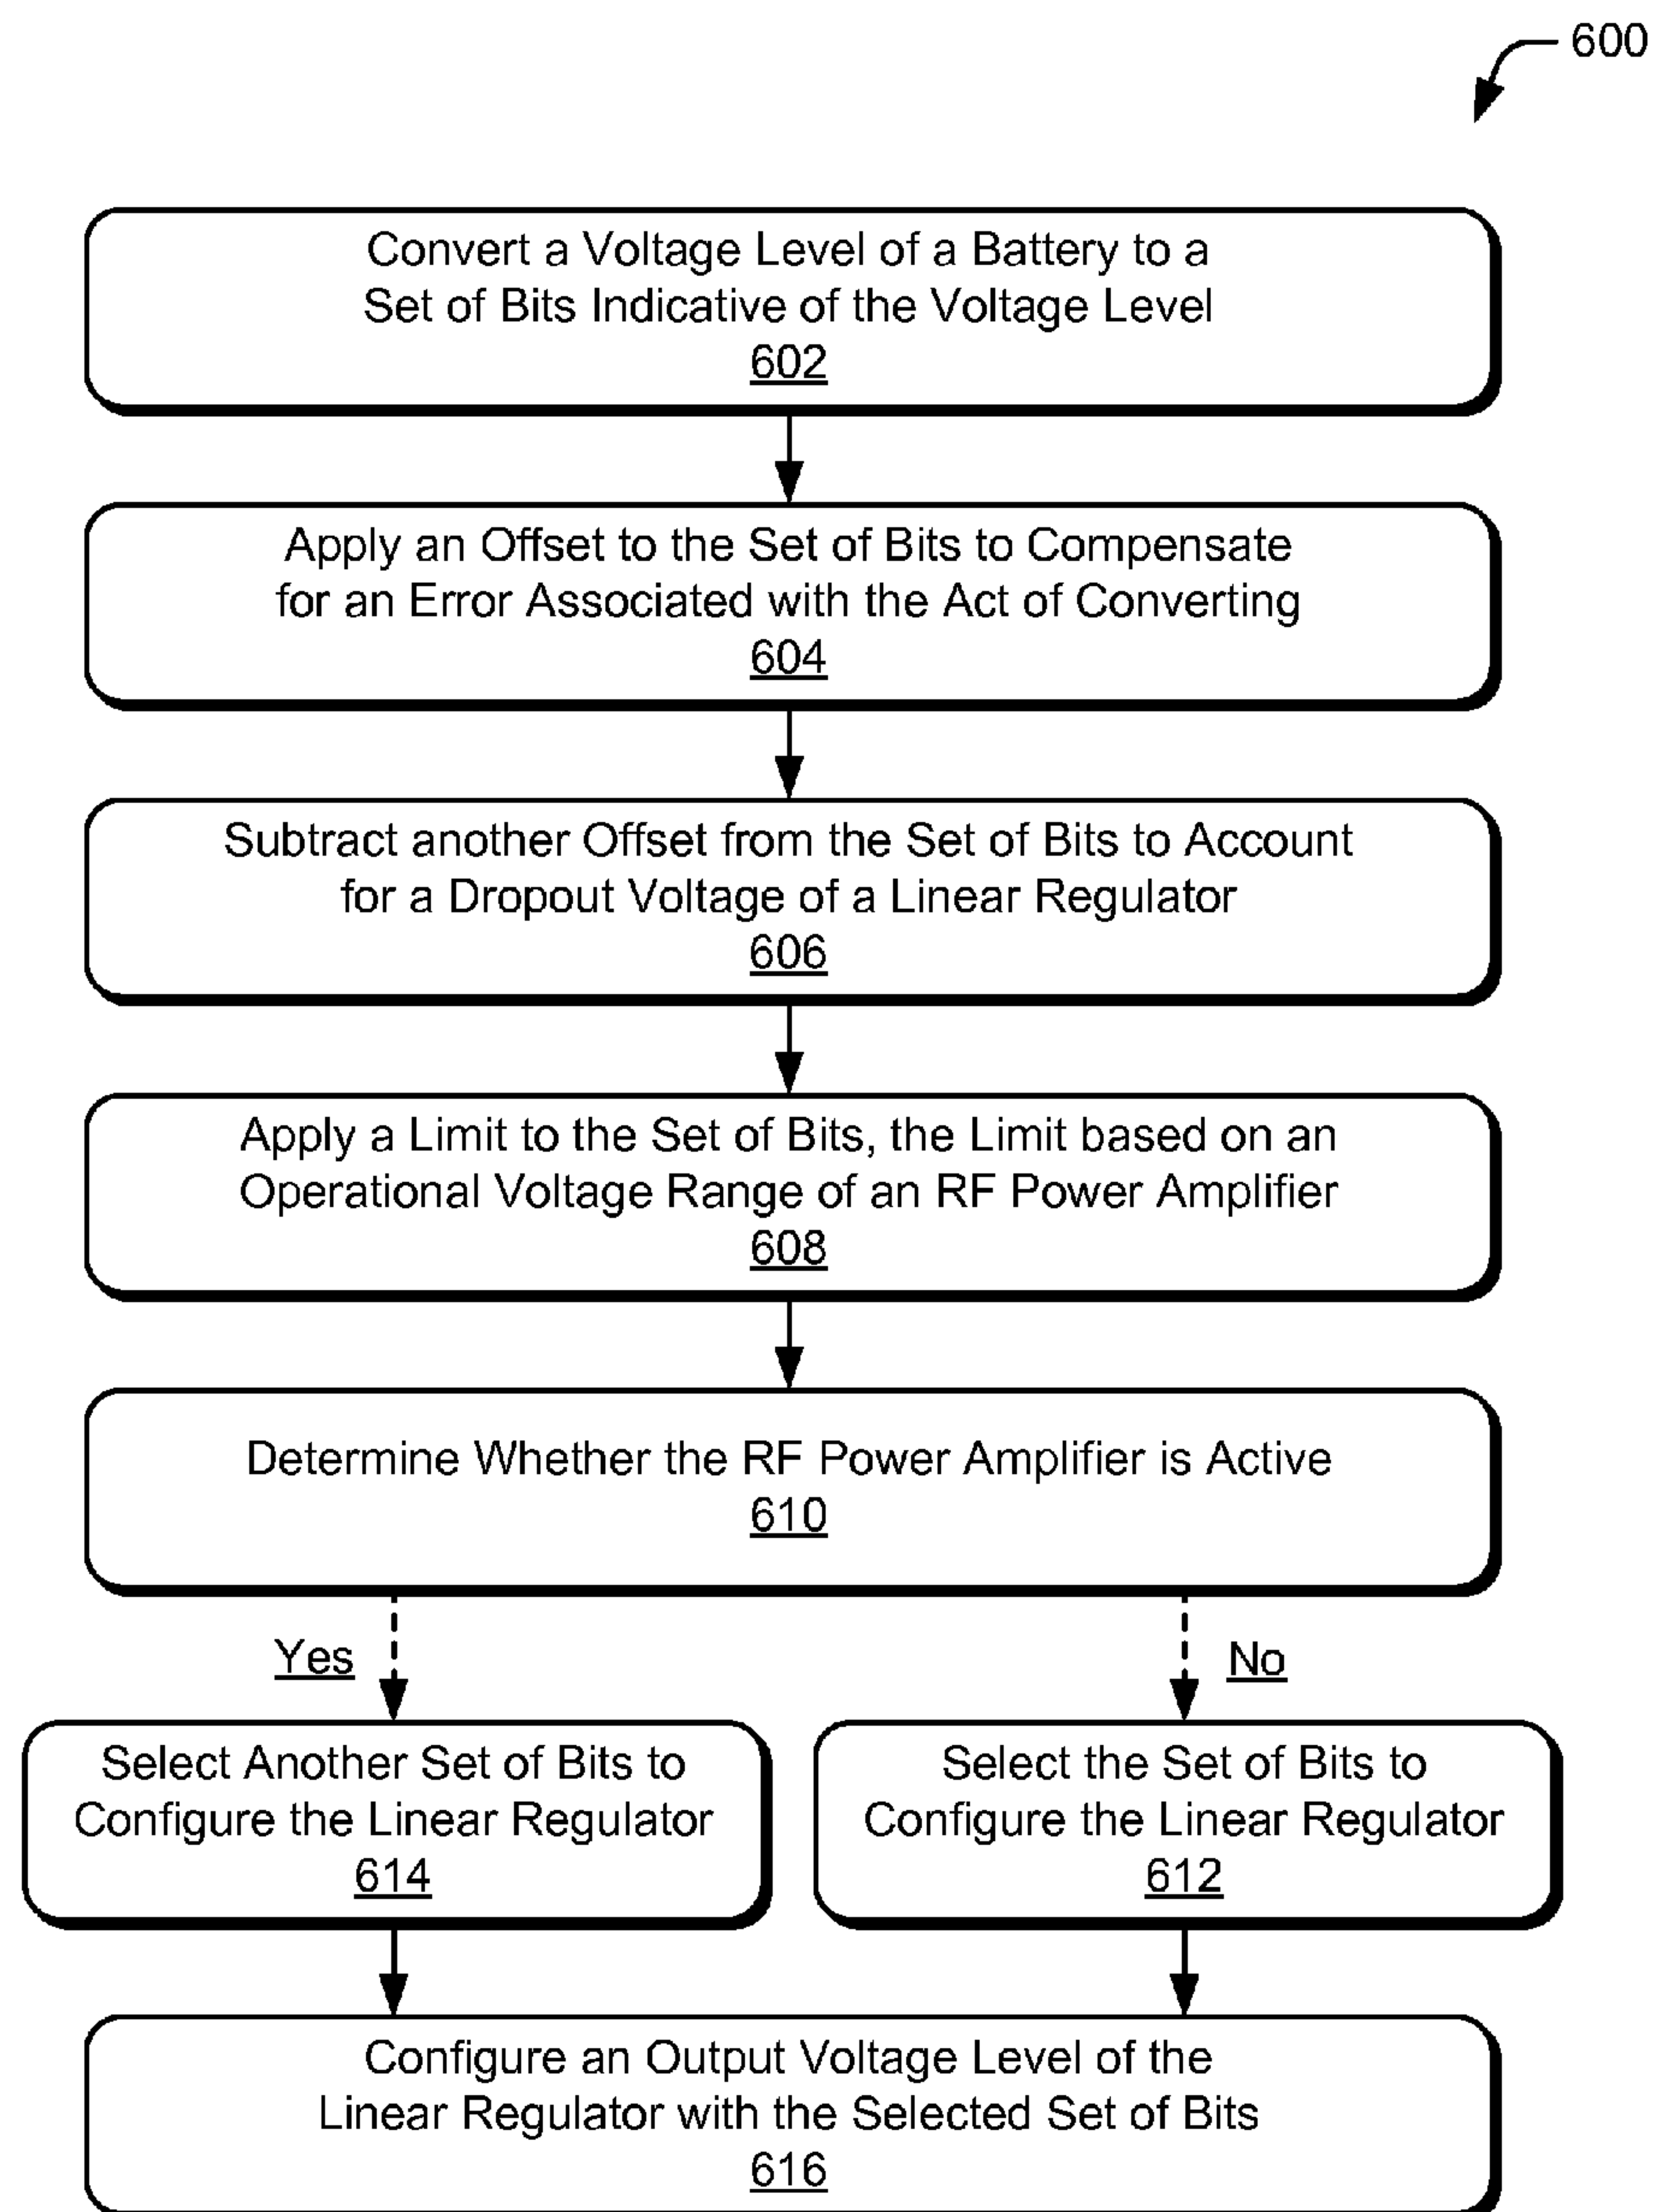 600
Convert a Voltage Level of a Battery to a
Set of Bits Indicative of the Voltage Level
602
Apply an Offset to the Set of Bits to Compensate
for an Error Associated with the Act of Converting
604
Subtract another Offset from the Set of Bits to Account
for a Dropout Voltage of a Linear Regulator
606
Apply a Limit to the Set of Bits, the Limit based on an
Operational Voltage Range of an RF Power Amplifier
608
Determine Whether the RF Power Amplifier is Active
610
Yes
No
Select Another Set of Bits to
Configure the Linear Regulator
614
Select the Set of Bits to
Configure the Linear Regulator
612
Configure an Output Voltage Level of the
Linear Regulator with the Selected Set of Bits
616